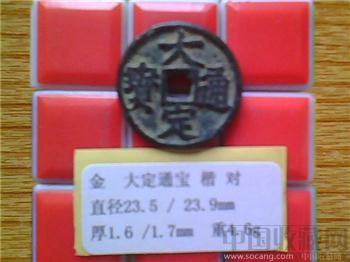 大定通寳
金 大定通宝 楷 对
直径23.5 / 23.9mm
厚1.6 /1.7mm 重4.6g
中国收藏网
www.socang.com